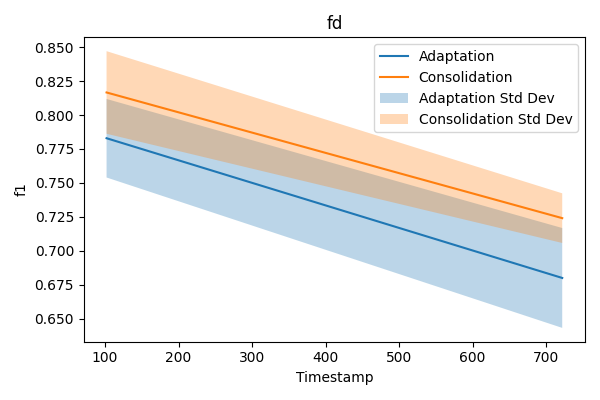 fd
0.850
0.825
0.800
0.775
0.750
0.725
0.700
0.675
0.650
f1
Adaptation
Consolidation
Adaptation Std Dev
Consolidation Std Dev
100 200 300 400 500 600 700
Timestamp